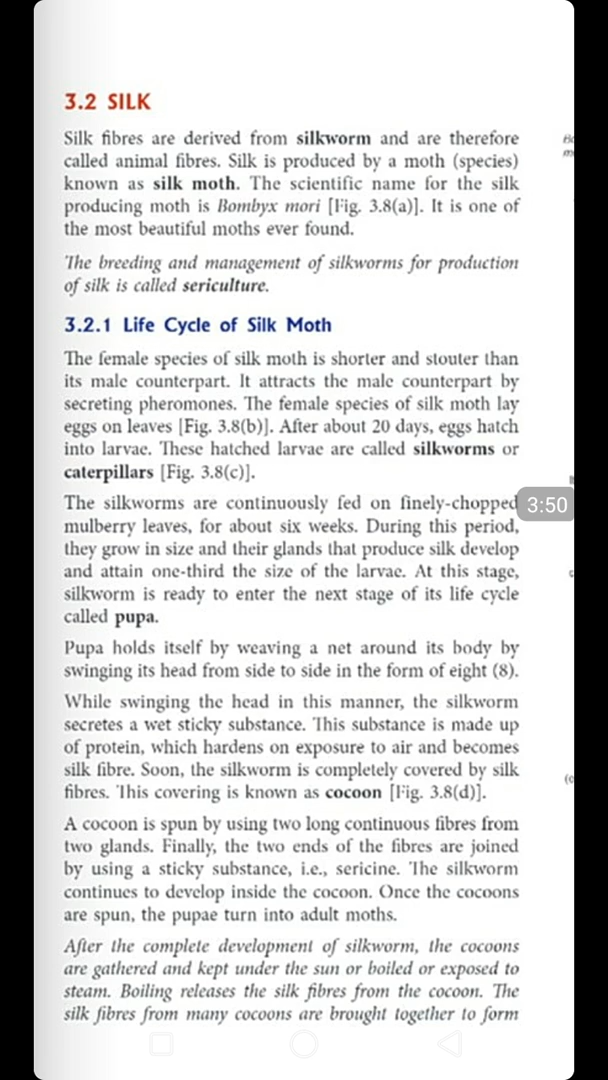 3.2 SILK
Silk fibres are derived from silkworm and are therefore
called animal fibres. Silk is produced by a moth (species)
known as silk moth. The scientific name for the silk
producing moth is Bombyx mori [Fig. 3.8(a)]. It is one of
the most beautiful moths ever found.
The breeding and management of silkworms for production
of silk is called sericulture.
3.2.1 Life Cycle of Silk Moth
The female species of silk moth is shorter and stouter than
its male counterpart. It attracts the male counterpart by
secreting pheromones. The female species of silk moth lay
eggs on leaves [Fig. 3.8(b)]. After about 20 days, eggs hatch
into larvae. These hatched larvae are called silkworms or
caterpillars [Fig. 3.8(c)].
The silkworms are continuously fed on finely-chopped
3:50
mulberry leaves, for about six weeks. During this period,
they grow in size and their glands that produce silk develop
and attain one-third the size of the larvae. At this stage,
silkworm is ready to enter the next stage of its life cycle
called pupa.
Pupa holds itself by weaving a net around its body by
swinging its head from side to side in the form of eight (8).
While swinging the head in this manner, the silkworm
secretes a wet sticky substance. This substance is made up
of protein, which hardens on exposure to air and becomes
silk fibre. Soon, the silkworm is completely covered by silk
fibres. This covering is known as cocoon [Fig. 3.8(d)].
A cocoon is spun by using two long continuous fibres from
two glands. Finally, the two ends of the fibres are joined
by using a sticky substance, i.e., sericine. The silkworm
continues to develop inside the cocoon. Once the cocoons
are spun, the pupae turn into adult moths.
After the complete development of silkworm, the cocoons
are gathered and kept under the sun or boiled or exposed to
steam. Boiling releases the silk fibres from the cocoon. The
silk fibres from many cocoons are brought together to form